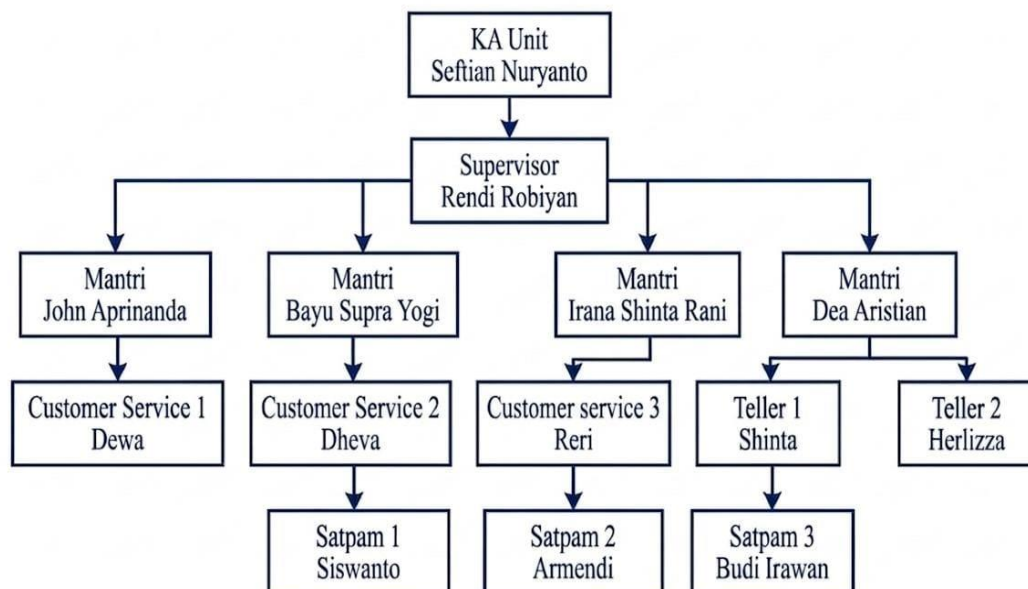 KA Unit
Seftian Nuryanto
Supervisor
Rendi Robiyan
Mantri
John Aprinanda
Mantri
Bayu Supra Yogi
Mantri
Irana Shinta Rani
Mantri
Dea Aristian
Customer Service 1
Dewa
Customer Service 2
Dheva
Customer service 3
Reri
Teller 1
Shinta
Teller 2
Herlizza
Satpam 1
Siswanto
Satpam 2
Armendi
Satpam 3
Budi Irawan